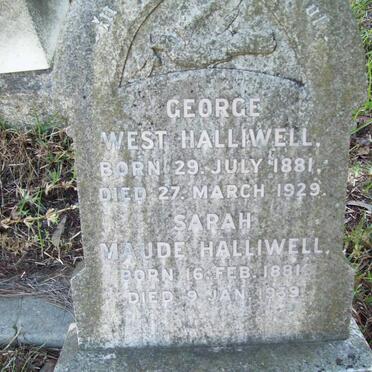 GEORGE
WEST HALLIWELL,
BORN 29. JULY 1881,
DIED 27. MARCH 1929.
SARAH
MAUDE HALLIWELL,
BORN 16. FEB. 1881
DIED 9 JAN.